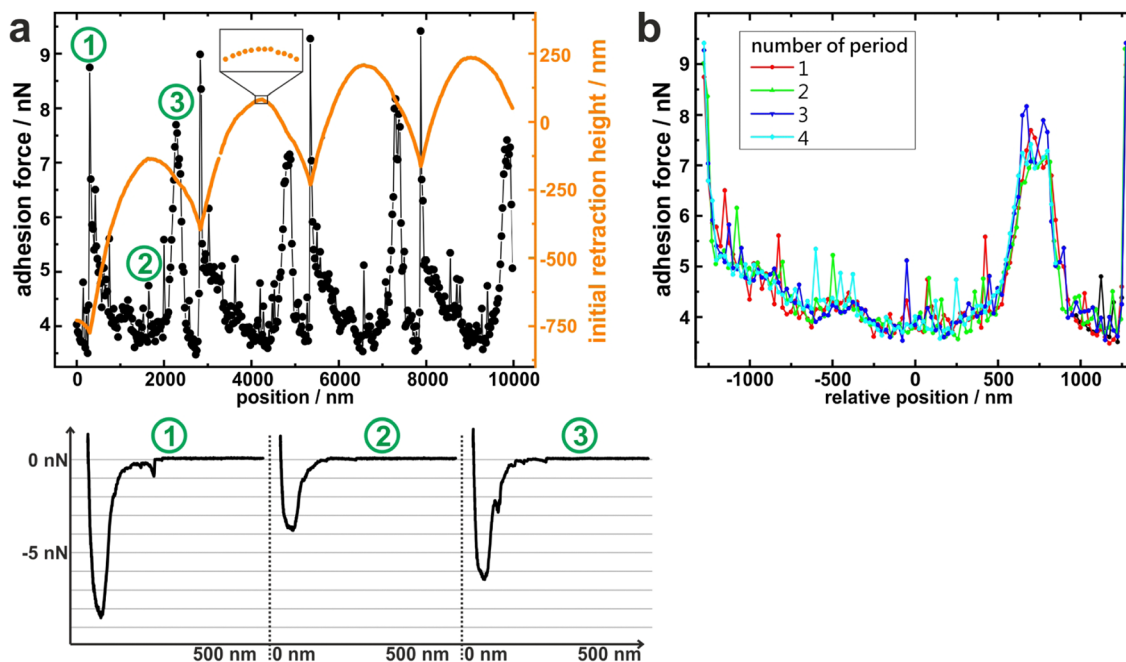 a
b
adhesion force / nN
9
8
7
6
5
4
3
0
2000
4000
6000
8000
10000
position / nm
250
0
-250
-500
-750
initial retraction height / nm
1
2
3
adhesion force / nN
9
8
7
6
5
4
-1000
-500
0
500
1000
relative position / nm
number of period
1
2
3
4
0 nN
-5 nN
1
2
3
500 nm
0 nm
500 nm
0 nm
500 nm